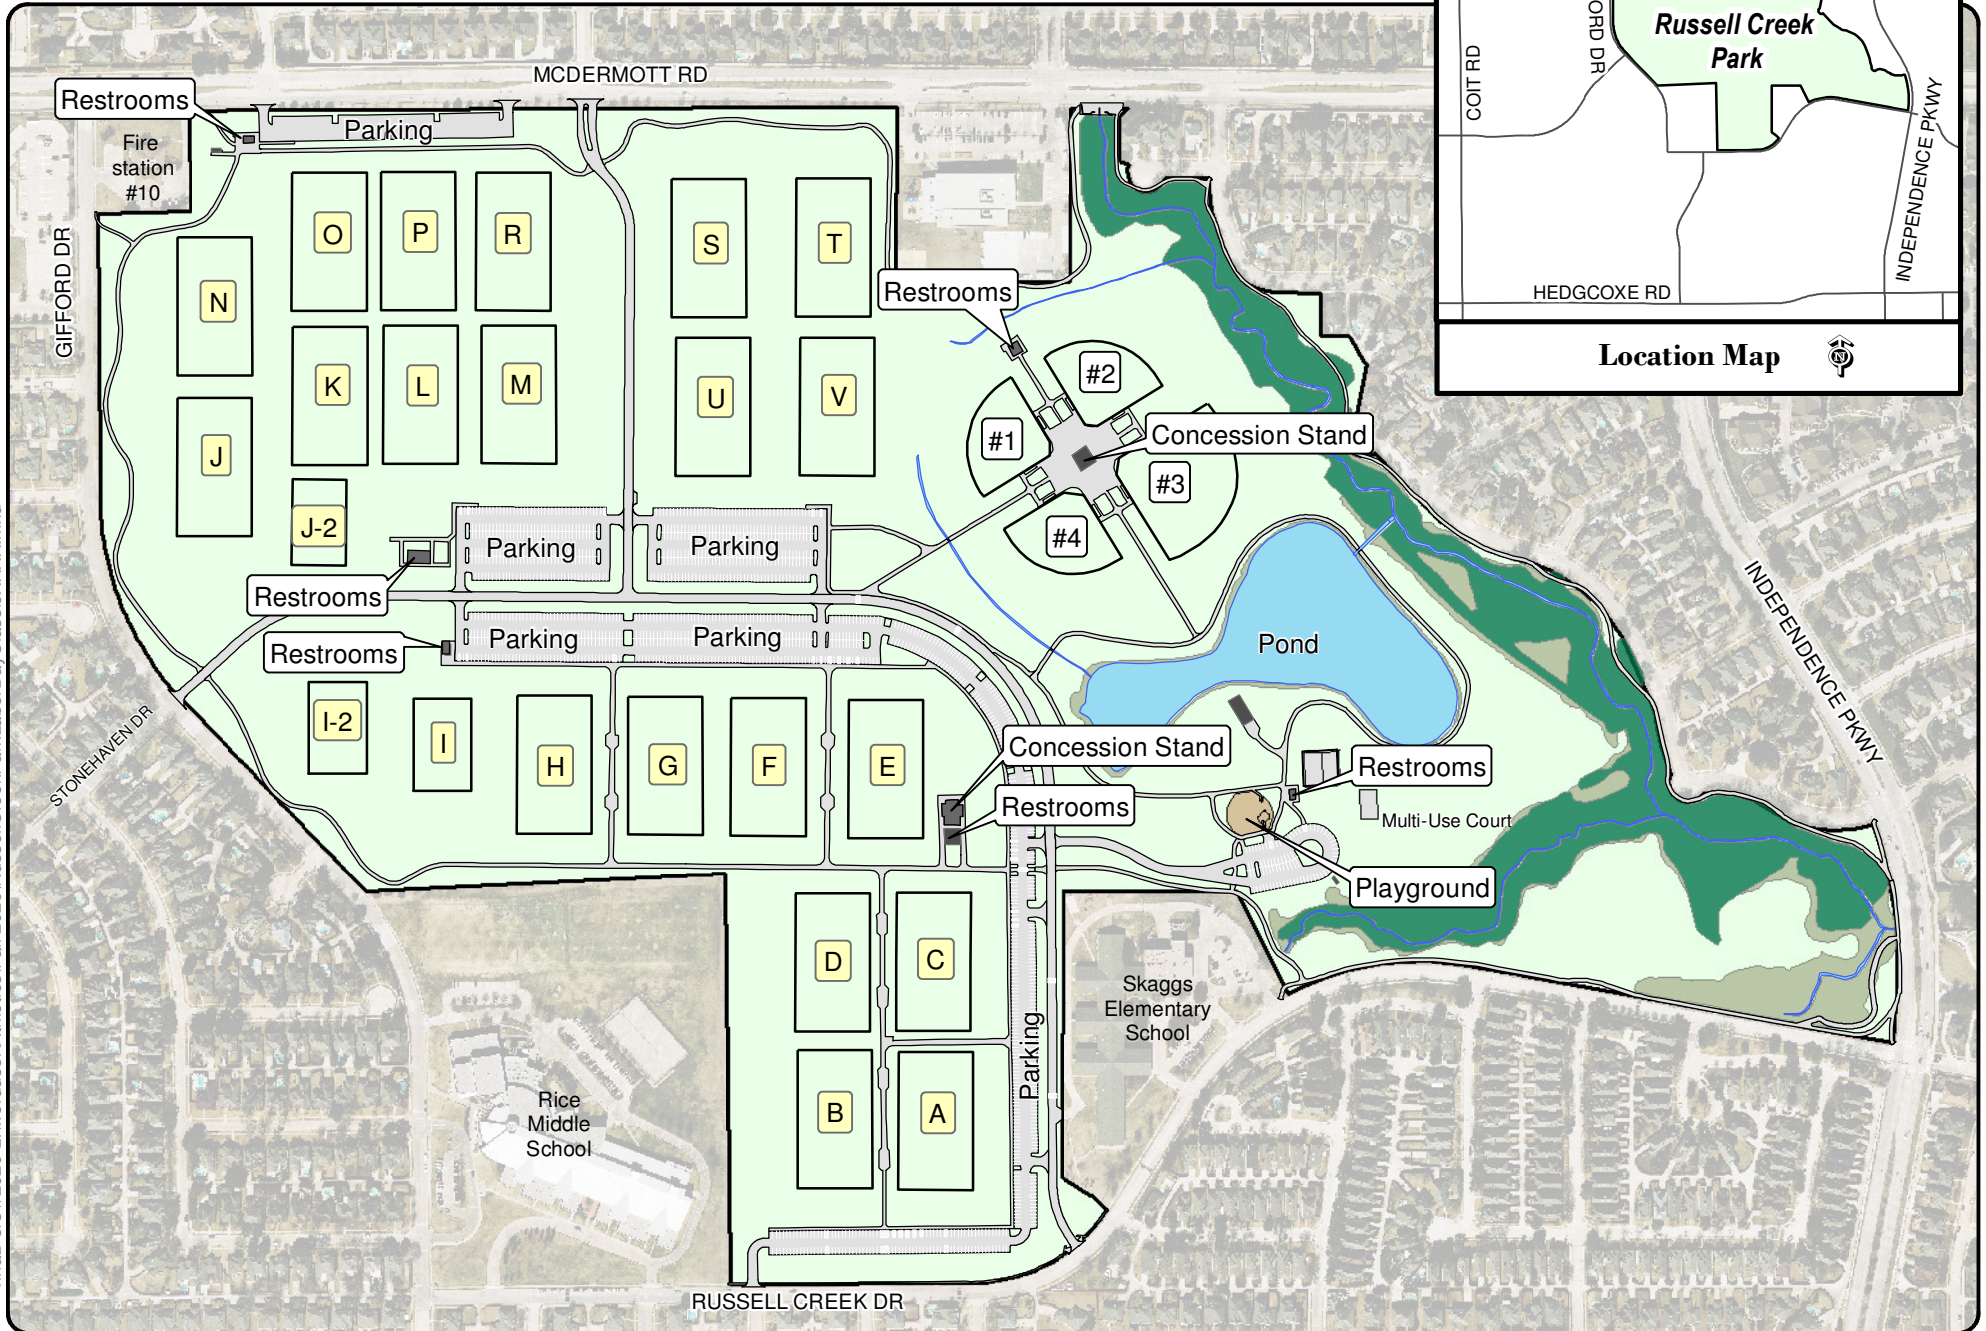 MCDERMOTT RD
Restrooms
Parking
Fire
station
#10
GIFFORD DR
O
P
R
S
T
N
Restrooms
K
L
M
U
V
J
#2
#1
Concession Stand
#3
#4
J-2
Parking
Parking
Restrooms
Parking
Parking
Restrooms
Pond
INDEPENDENCE PKWY
STONEHAVEN DR
I-2
I
H
G
F
E
Concession Stand
Restrooms
Restrooms
Multi-Use Court
Playground
D
C
B
A
Parking
Skaggs
Elementary
School
Rice
Middle
School
RUSSELL CREEK DR
Russell Creek
Park
COIT RD
ORD DR
INDEPENDENCE PKWY
HEDGCOXE RD
Location Map
N